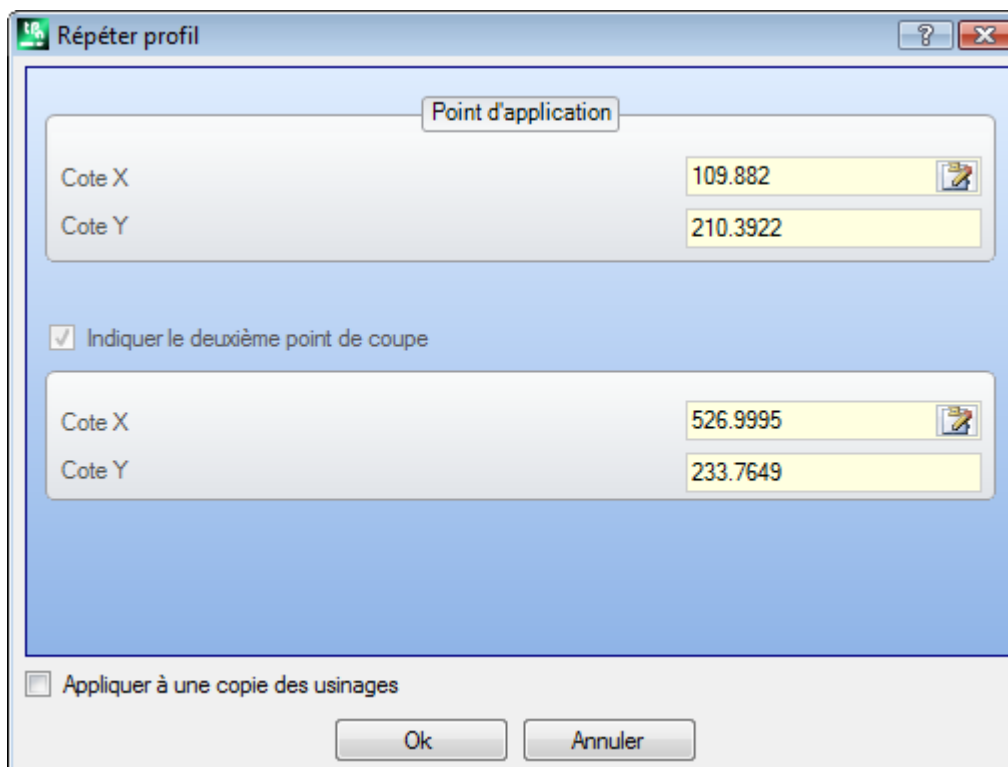 Répéter profil
Point d'application
Cote X
109.882
Cote Y
210.3922
Indiquer le deuxième point de coupe
Cote X
526.9995
Cote Y
233.7649
Appliquer à une copie des usinages
Ok
Annuler